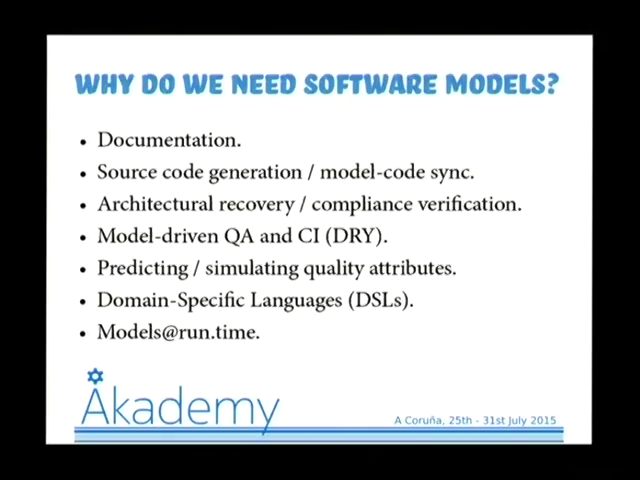 WHY DO WE NEED SOFTWARE MODELS?
• Documentation.
• Source code generation / model-code sync.
• Architectural recovery / compliance verification.
• Model-driven QA and CI (DRY).
• Predicting / simulating quality attributes.
• Domain-Specific Languages (DSLs).
• Models@run.time.
Akademy
A Coruña, 25th - 31st July 2015